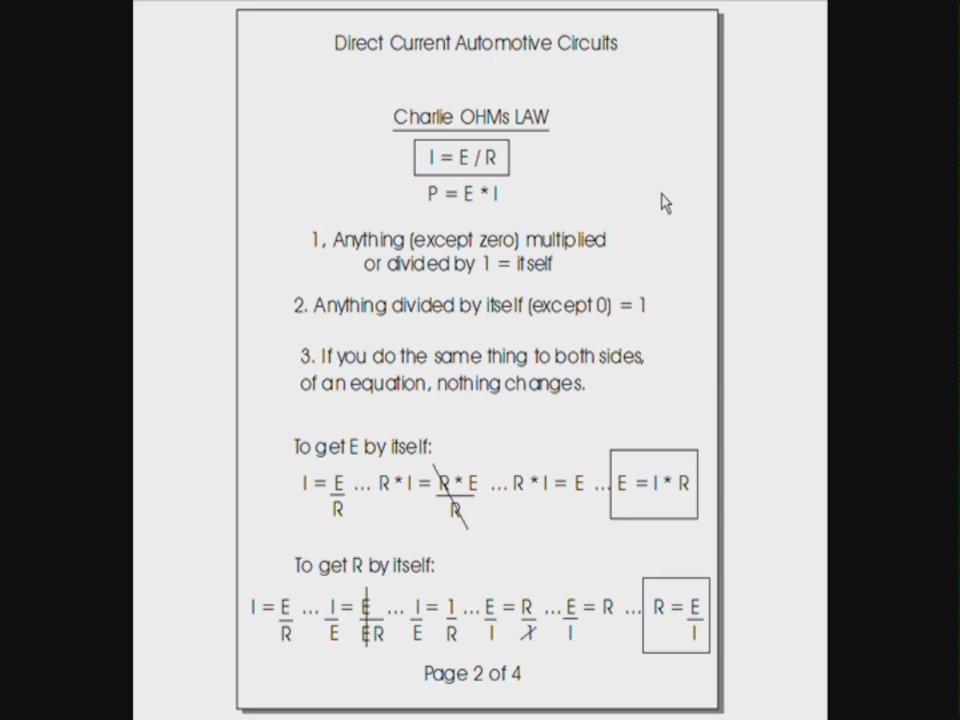 Direct Current Automotive Circuits
Charlie OHMs LAW
I = E / R
P = E * I
1, Anything (except zero) multiplied
or divided by 1 = itself
2. Anything divided by itself (except 0) = 1
3. If you do the same thing to both sides,
of an equation, nothing changes.
To get E by itself:
I = E ... R * I = R * E ... R * I = E ... E = I * R
R R
To get R by itself:
I = E ... I = E ... I = 1 ... E = R ... E = R ... R = E
R E ER E R I 1 I I
Page 2 of 4